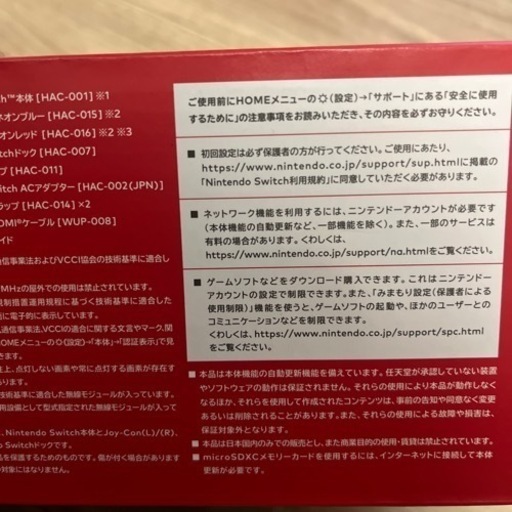 th™本体[HAC-001]※1
ネオンブルー[HAC-015]※2
オンレッド[HAC-016]※2 ※3
tchドック[HAC-007]
プ[HAC-011]
witch ACアダプター[HAC-002(JPN)]
ラップ[HAC-014]×2
DMI®ケーブル[WUP-008]
イド
通信事業法およびVCCI協会の技術基準に適合し
MHzの屋外での使用は禁止されています。
規制措置運用規程に基づく技術基準に適合した
に電子的に表示しています。
通信事業法、VCCIの適合に関する文言やマーク、関
OMEメニューの(設定)→「本体」→「認証表示」で見
上、点灯しない画素や常に点灯する画素が存在す
あります。
技術基準に適合した無線モジュールが入っています。
用設備として型式指定された無線モジュールが入って
、Nintendo Switch本体とJoy-Con(L)/(R)、
o Switchドックです。
品を保護するためのものです。傷が付く場合があります
対象にはなりません。
ご使用前にHOMEメニューの(設定)→「サポート」にある「安全に使用
するために」の注意事項をお読みいただき、その内容を必ずお守りください。
■ 初回設定は必ず保護者の方が行ってください。ご使用にあたり、
https://www.nintendo.co.jp/support/sup.htmlに掲載の
「Nintendo Switch利用規約」に同意していただく必要があります。
■ ネットワーク機能を利用するには、ニンテンドーアカウントが必要です
(本体機能の自動更新など、一部機能を除く)。また、一部のサービスは
有料の場合があります。くわしくは、
https://www.nintendo.co.jp/support/na.htmlをご覧ください。
■ ゲームソフトなどをダウンロード購入できます。これはニンテンドー
アカウントの設定で制限できます。また、「みまもり設定(保護者による
使用制限)」機能を使うと、ゲームソフトの起動や、ほかのユーザーとの
コミュニケーションなどを制限できます。
くわしくは、https://www.nintendo.co.jp/support/spc.html
をご覧ください。
■ 本品は本体機能の自動更新機能を備えています。任天堂が承認していない装置
やソフトウェアの動作は保証されません。それらの使用により本品が動作しなく
なるほか、それらを使用して作成されたコンテンツは、事前の告知や同意なく変更
あるいは削除されることがあります。また、それらの使用による故障や損害は、
保証対象外となります。
■ 本品は日本国内のみでの販売とし、また商業目的の使用・賃貸は禁止されています。
■ microSDXCメモリーカードを使用するには、インターネットに接続して本体
更新が必要です。